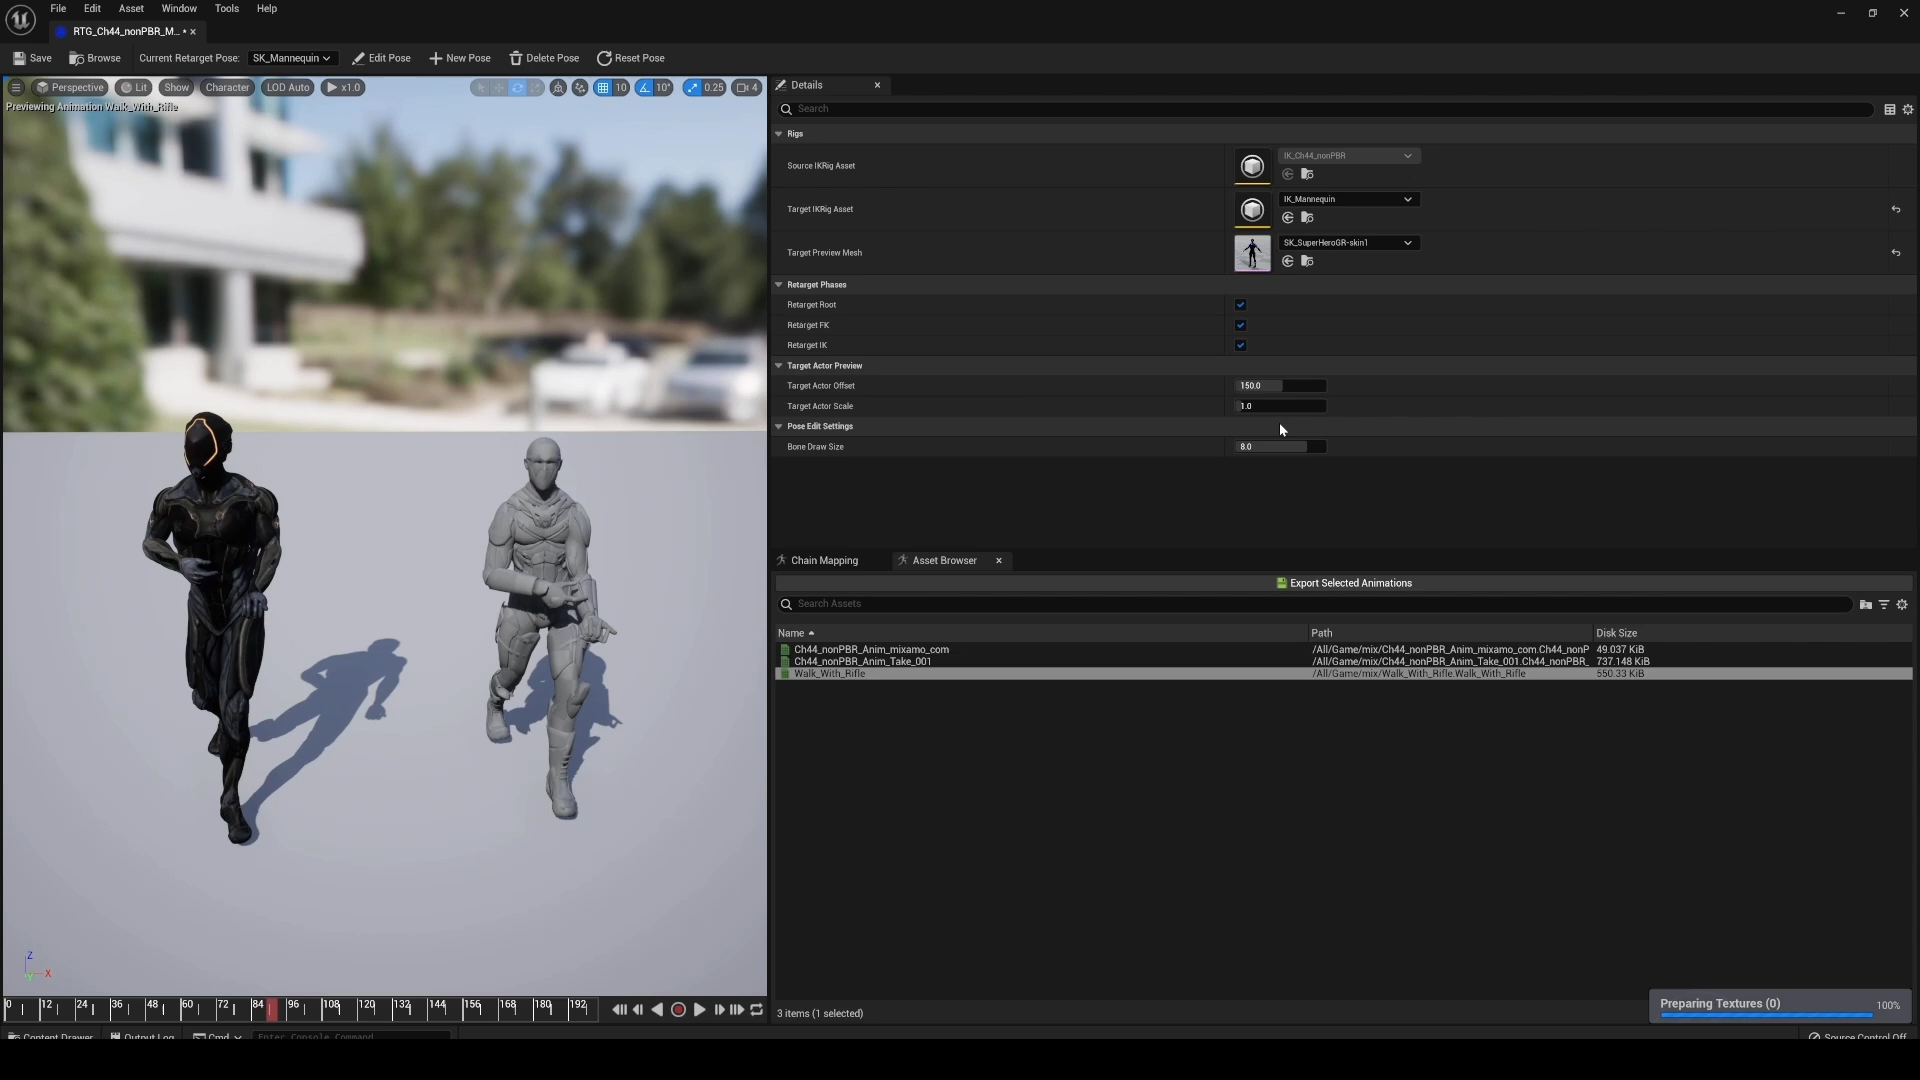 File Edit Asset Window Tools Help
RTG_Ch44_nonPBR_M... •
Save Browse Current Retarget Pose: SK_Mannequin Edit Pose New Pose Delete Pose Reset Pose
Perspective Lit Show Character LOD Auto x1.0 10 10° 0.25 4
Previewing Animation Walk_With_Rifle
Z
X
0 12 24 36 48 60 72 84 96 108 120 132 144 156 168 180 192
Details
Search
Rigs
Source IKRig Asset IK_Ch44_nonPBR
Target IKRig Asset IK_Mannequin
Target Preview Mesh SK_SuperHeroGR-skin1
Retarget Phases
Retarget Root
Retarget FK
Retarget IK
Target Actor Preview
Target Actor Offset 150.0
Target Actor Scale 1.0
Pose Edit Settings
Bone Draw Size 8.0
Chain Mapping Asset Browser
Export Selected Animations
Search Assets
Name Path Disk Size
Ch44_nonPBR_Anim_mixamo_com /All/Game/mix/Ch44_nonPBR_Anim_mixamo_com.Ch44_nonP 49.037 KiB
Ch44_nonPBR_Anim_Take_001 /All/Game/mix/Ch44_nonPBR_Anim_Take_001.Ch44_nonPBR_ 737.148 KiB
Walk_With_Rifle /All/Game/mix/Walk_With_Rifle.Walk_With_Rifle 550.33 KiB
3 items (1 selected)
Preparing Textures (0) 100%
Content Drawer Output Log Cmd Enter Console Command Source Control Off